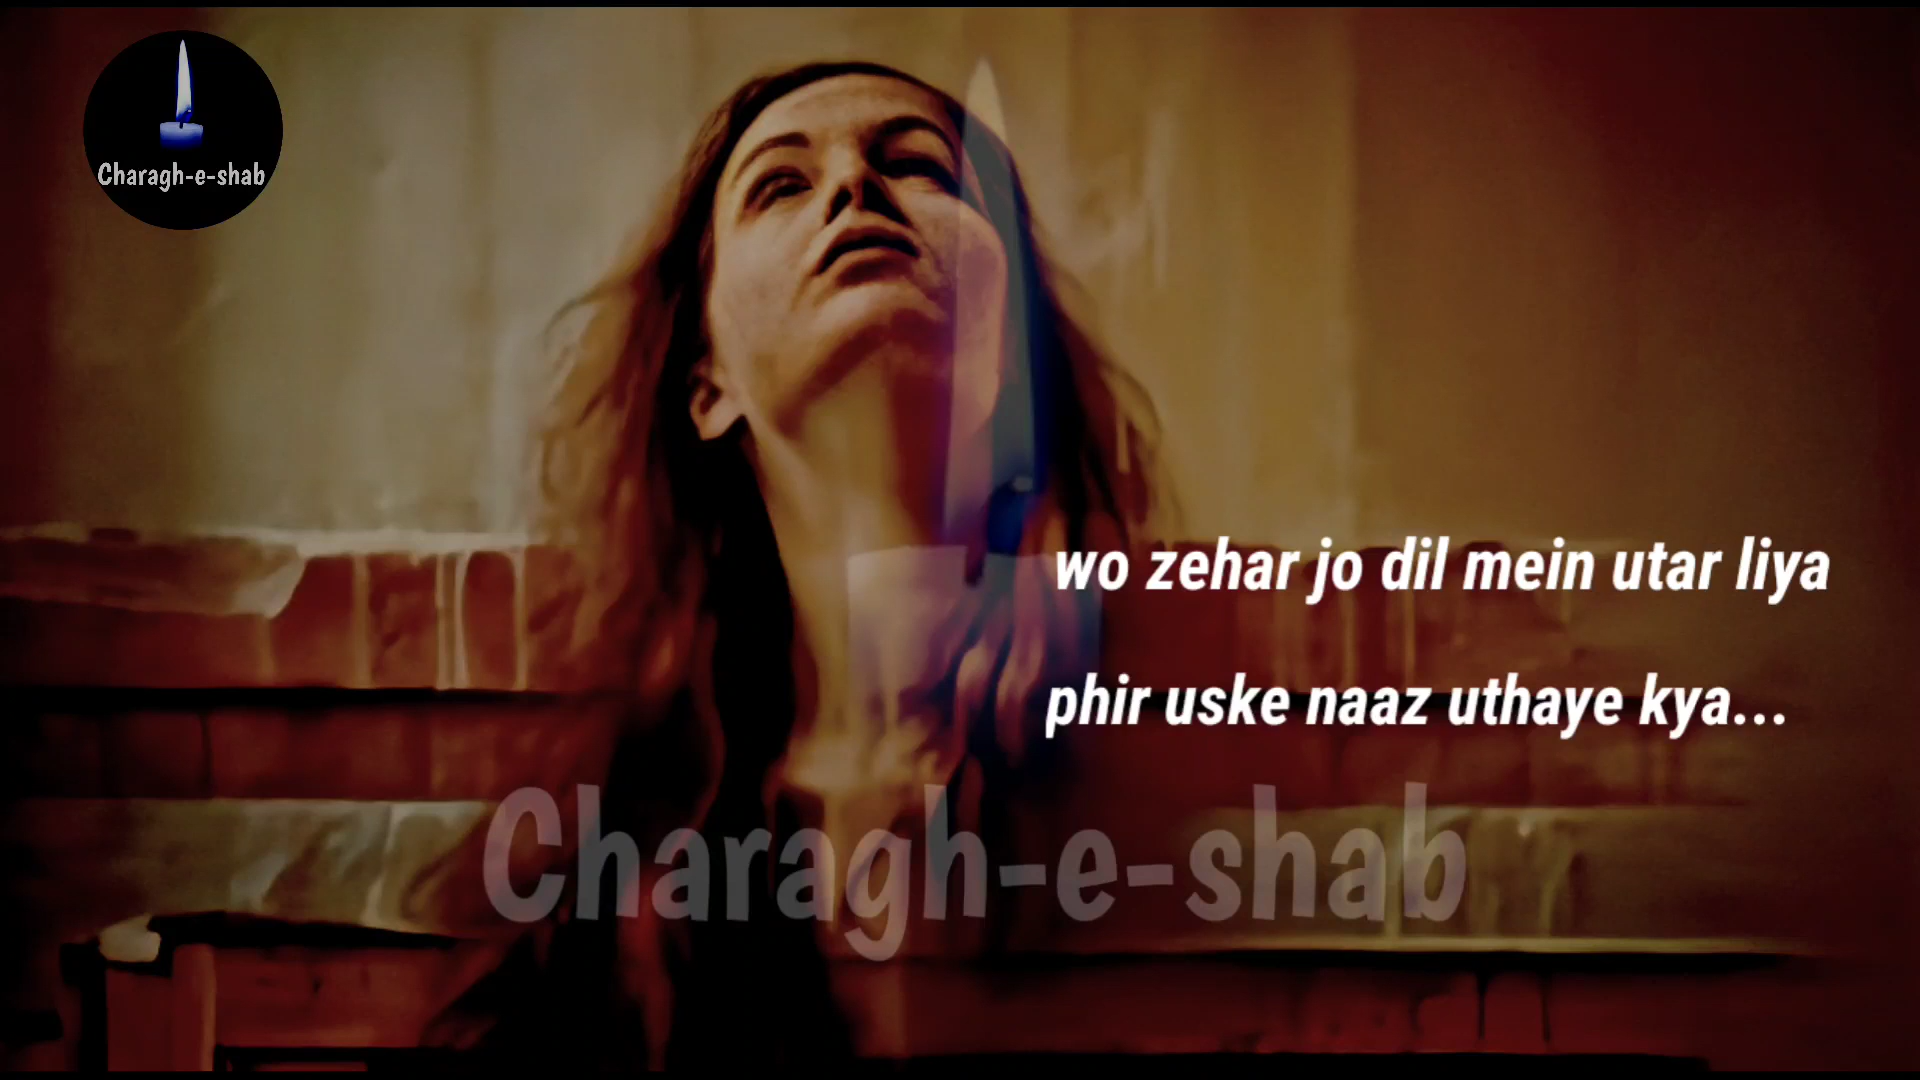 Charagh-e-shab
wo zehar jo dil mein utar liya
phir uske naaz uthaye kya...
Charagh-e-shab